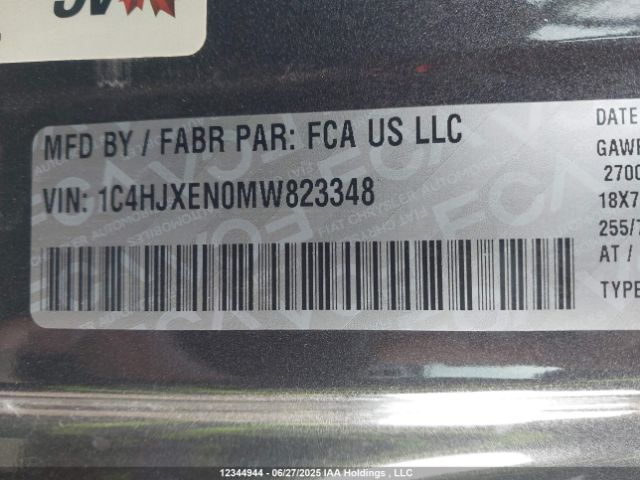 MFD BY / FABR PAR: FCA US LLC
VIN: 1C4HJXEN0MW823348
DATE
GAWR
2700
18X7
255/7
AT /
TYPE
12344944 - 06/27/2025 IAA Holdings , LLC